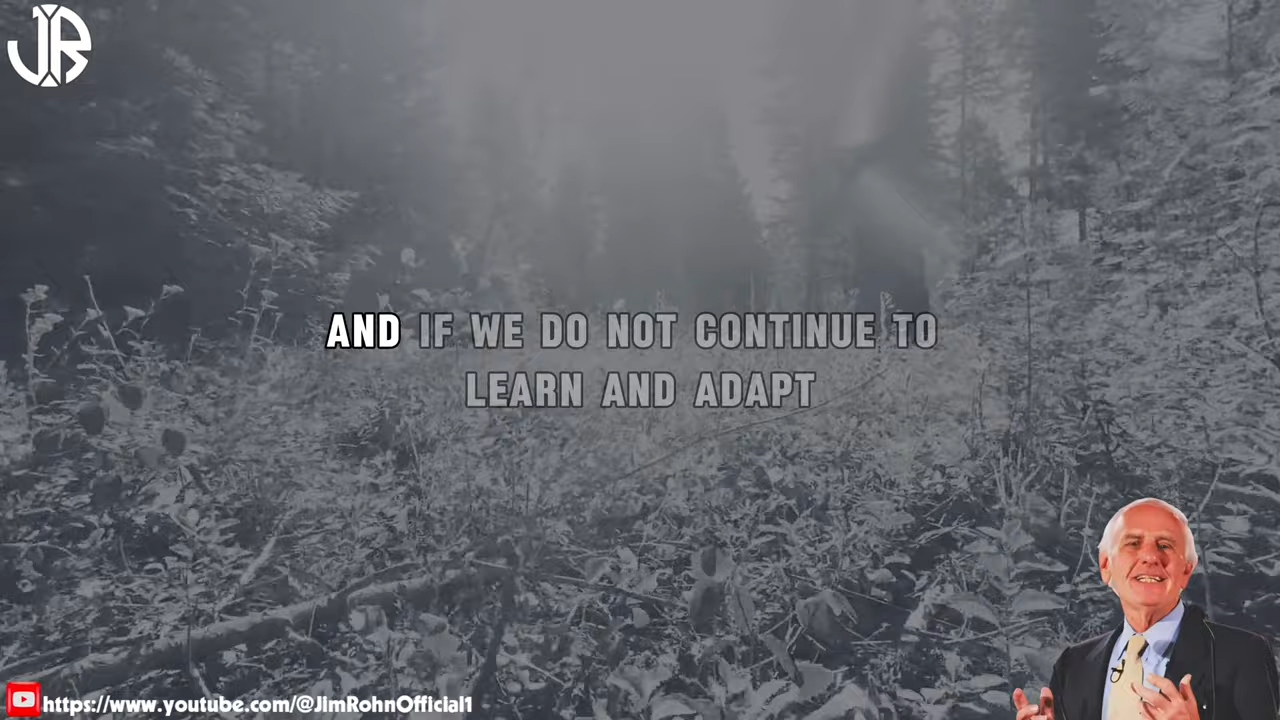 JR
AND IF WE DO NOT CONTINUE TO
LEARN AND ADAPT
https://www.youtube.com/@JimRohnOfficial1